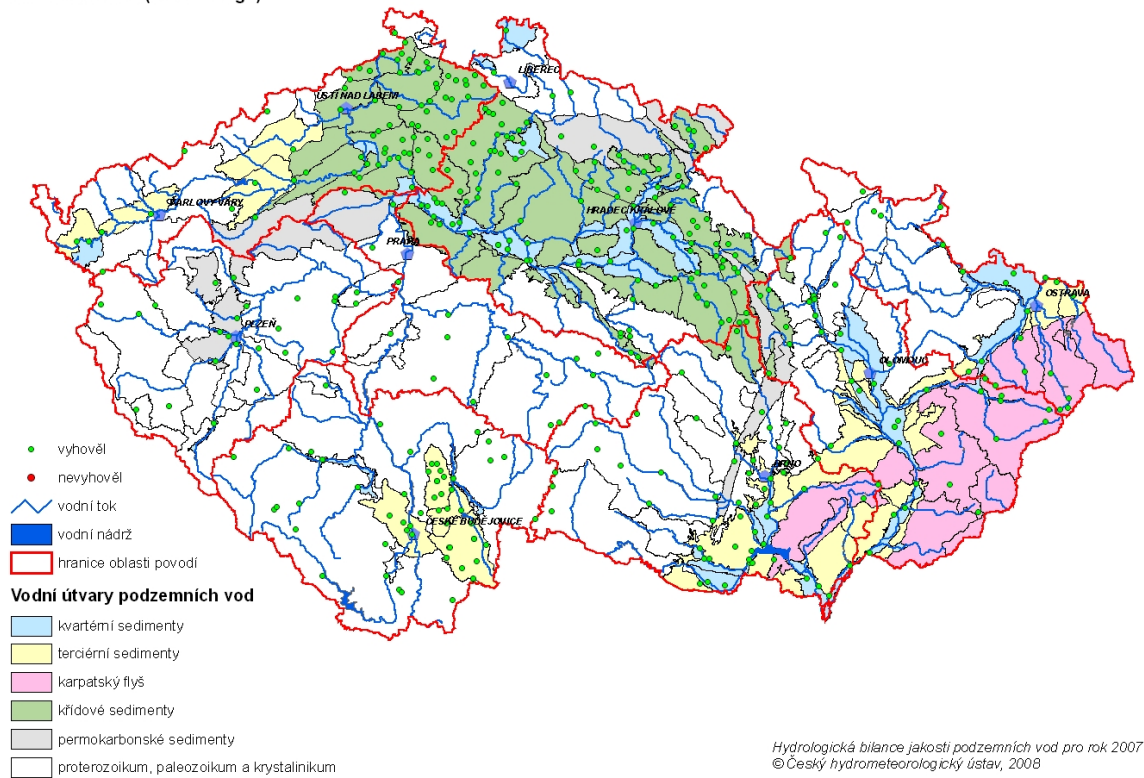 LIBEREC
ÚSTÍ NAD LABEM
KARLOVY VARY
HRADEC KRÁLOVÉ
PRAHA
OSTRAVA
PLZEŇ
OLOMOUC
BRNO
ČESKÉ BUDĚJOVICE
vyhověl
nevyhověl
vodní tok
vodní nádrž
hranice oblasti povodí
Vodní útvary podzemních vod
kvartérní sedimenty
terciérní sedimenty
karpatský flyš
křídové sedimenty
permokarbonské sedimenty
proterozoikum, paleozoikum a krystalinikum
Hydrologická bilance jakosti podzemních vod pro rok 2007
© Český hydrometeorologický ústav, 2008